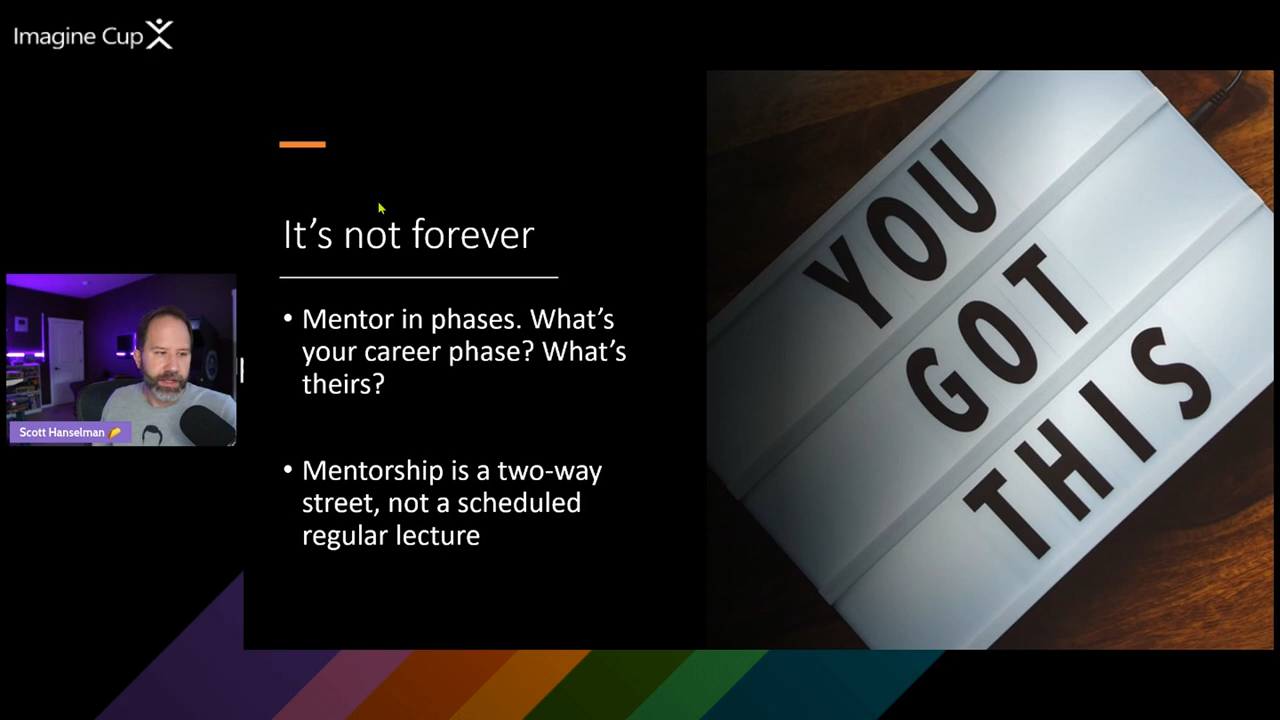 Imagine Cup
It's not forever
• Mentor in phases. What's
your career phase? What's
theirs?
• Mentorship is a two-way
street, not a scheduled
regular lecture
Scott Hanselman
YOU
GOT
THIS